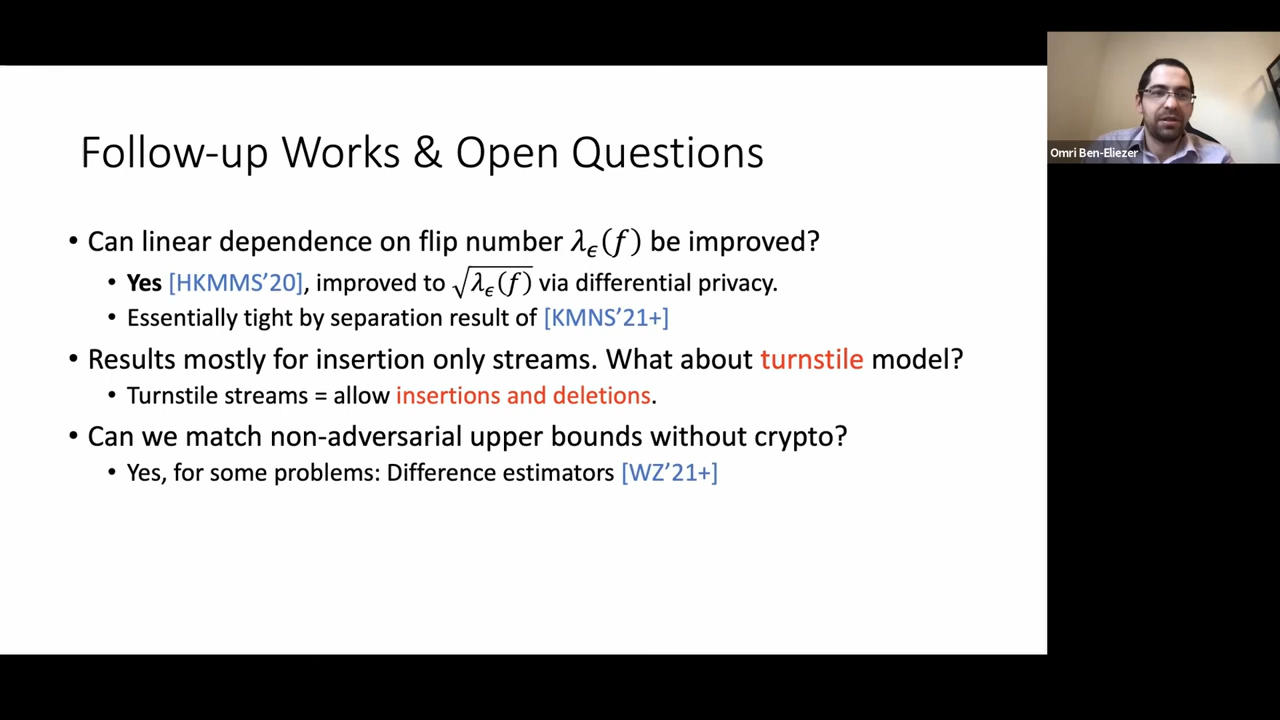 Follow-up Works & Open Questions
• Can linear dependence on flip number λ_ϵ(f) be improved?
• Yes [HKMMS'20], improved to √λ_ϵ(f) via differential privacy.
• Essentially tight by separation result of [KMNS'21+]
• Results mostly for insertion only streams. What about turnstile model?
• Turnstile streams = allow insertions and deletions.
• Can we match non-adversarial upper bounds without crypto?
• Yes, for some problems: Difference estimators [WZ'21+]
Omri Ben-Eliezer